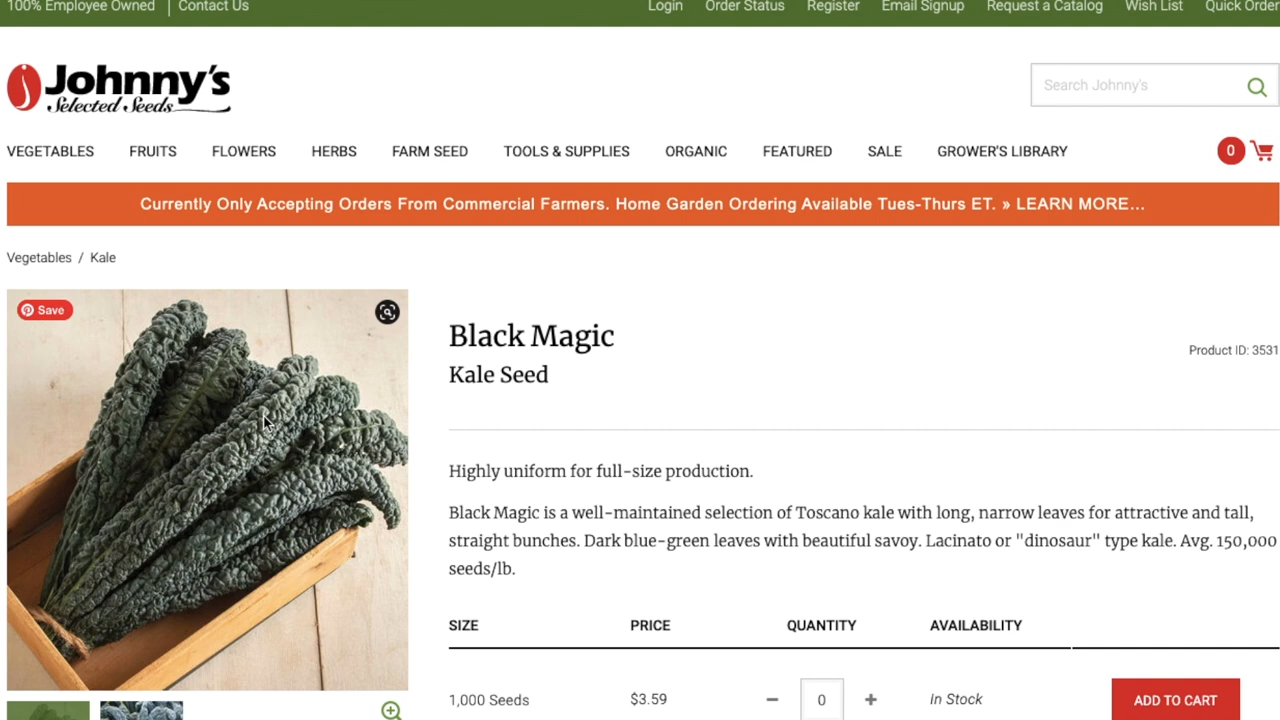 100% Employee Owned | Contact Us Login Order Status Register Email Signup Request a Catalog Wish List Quick Order
Johnny's
Selected Seeds
Search Johnny's
VEGETABLES FRUITS FLOWERS HERBS FARM SEED TOOLS & SUPPLIES ORGANIC FEATURED SALE GROWER'S LIBRARY 0
Currently Only Accepting Orders From Commercial Farmers. Home Garden Ordering Available Tues-Thurs ET. » LEARN MORE...
Vegetables / Kale
Save
Black Magic
Product ID: 3531
Kale Seed
Highly uniform for full-size production.
Black Magic is a well-maintained selection of Toscano kale with long, narrow leaves for attractive and tall,
straight bunches. Dark blue-green leaves with beautiful savoy. Lacinato or "dinosaur" type kale. Avg. 150,000
seeds/lb.
SIZE PRICE QUANTITY AVAILABILITY
1,000 Seeds $3.59 − 0 + In Stock ADD TO CART